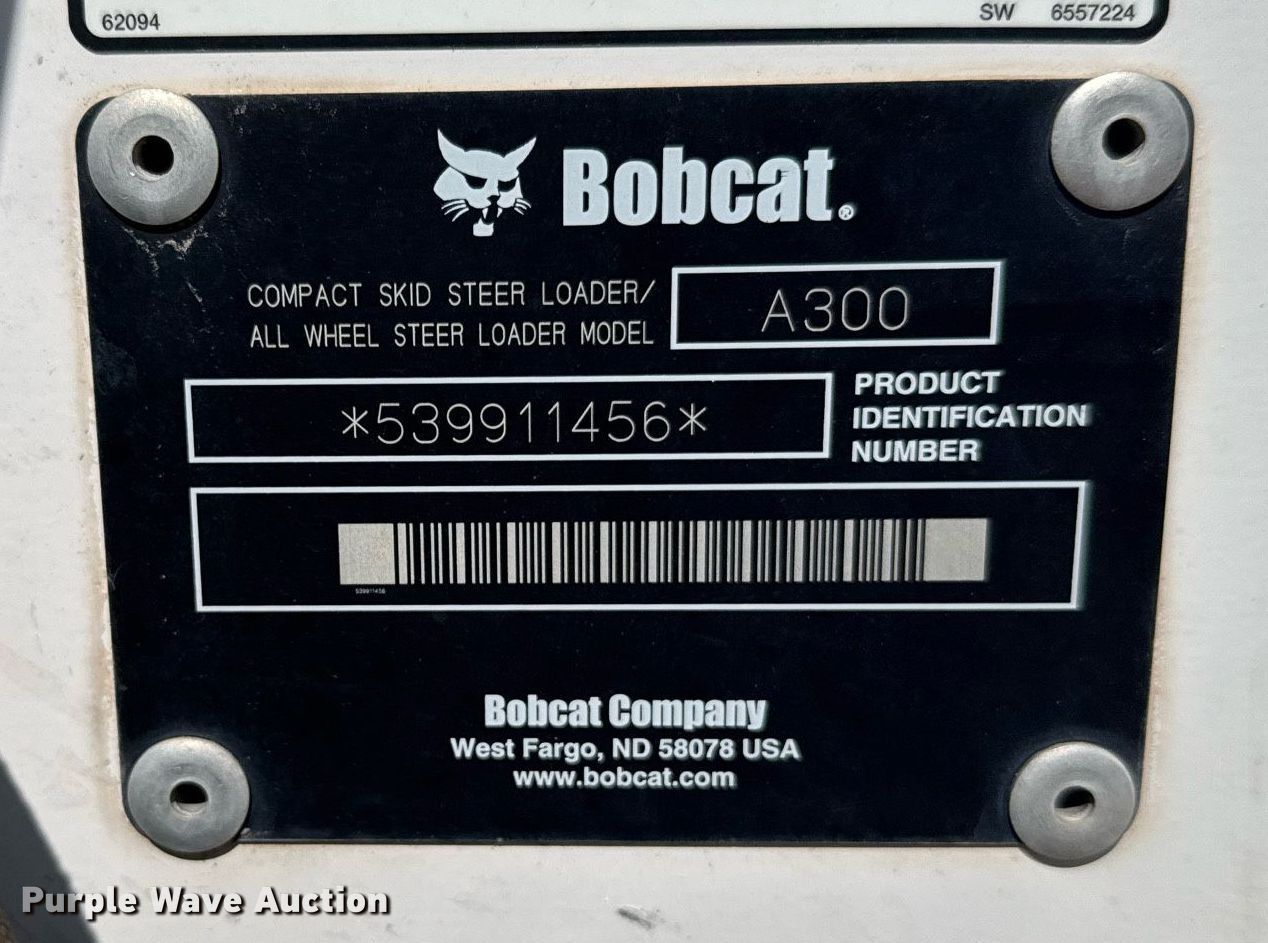 62094
SW 6557224
Bobcat®
COMPACT SKID STEER LOADER/
ALL WHEEL STEER LOADER MODEL
A300
*539911456*
PRODUCT
IDENTIFICATION
NUMBER
539911456
Bobcat Company
West Fargo, ND 58078 USA
www.bobcat.com
Purple Wave Auction